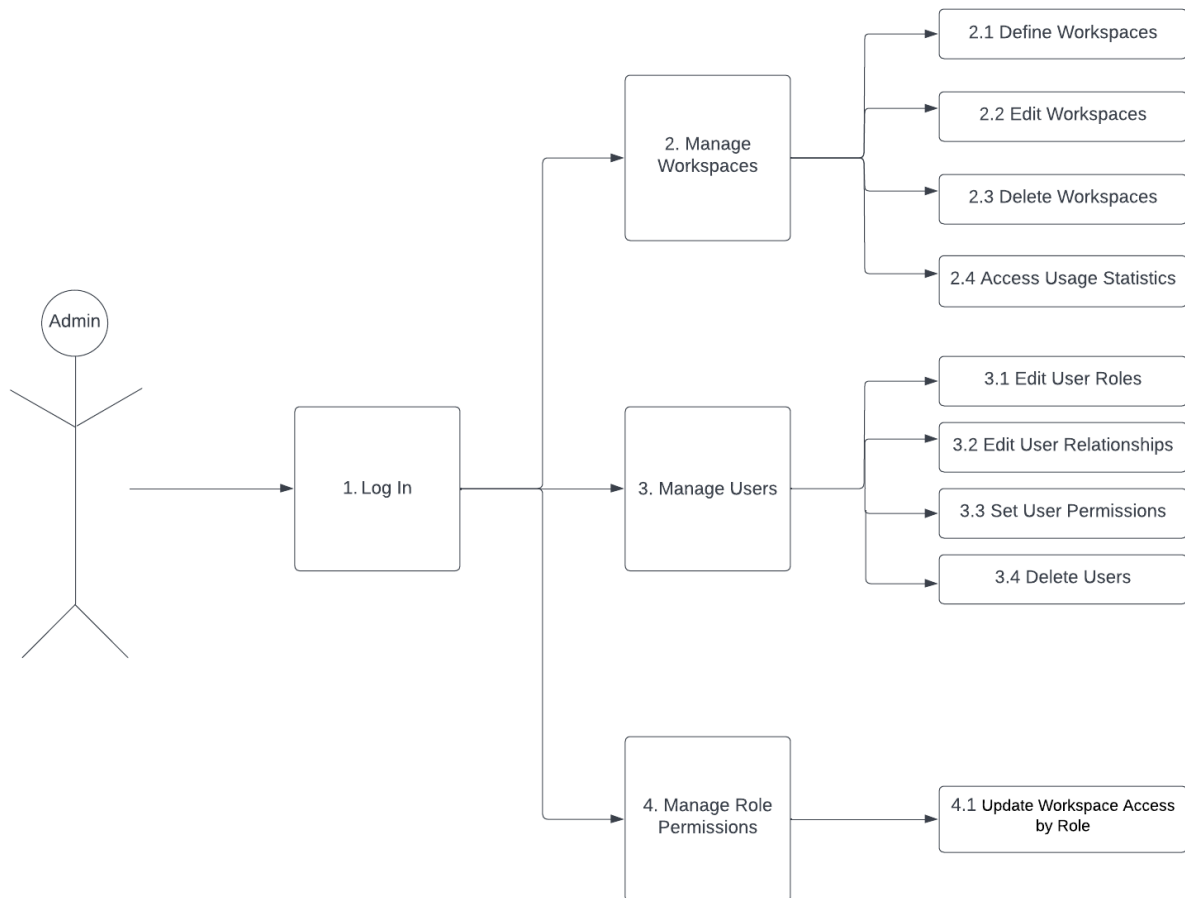 Admin
1. Log In
2. Manage
Workspaces
2.1 Define Workspaces
2.2 Edit Workspaces
2.3 Delete Workspaces
2.4 Access Usage Statistics
3. Manage Users
3.1 Edit User Roles
3.2 Edit User Relationships
3.3 Set User Permissions
3.4 Delete Users
4. Manage Role
Permissions
4.1 Update Workspace Access
by Role